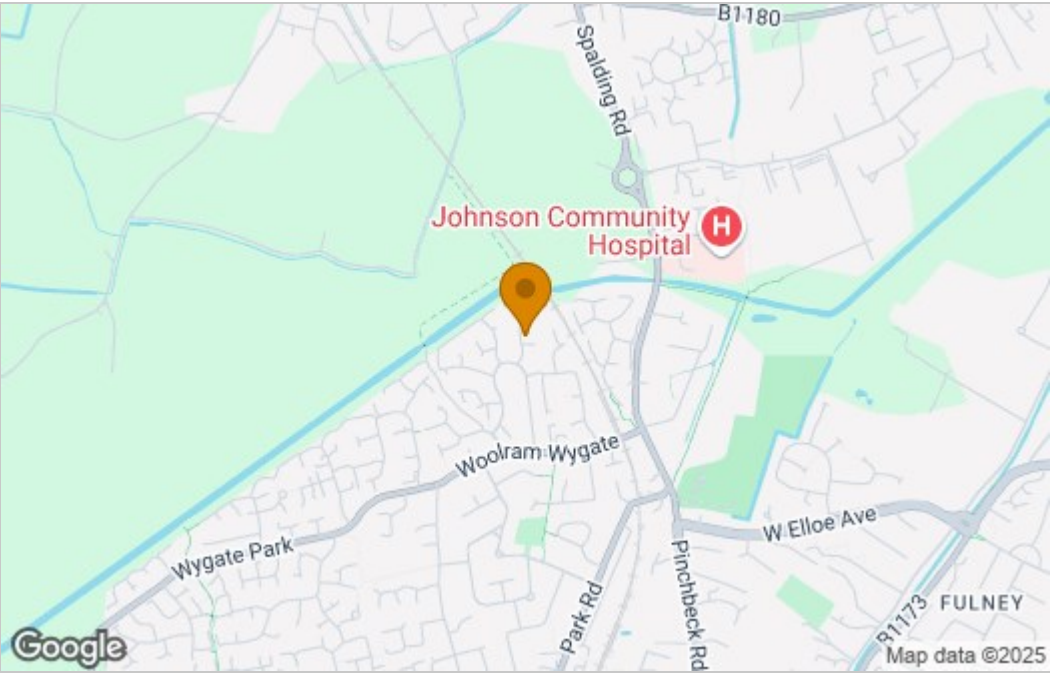 B1180
Spalding Rd
Johnson Community
Hospital
H
Woolram Wygate
Wygate Park
W Elloe Ave
Park Rd
Pinchbeck Rd
B1173
FULNEY
Google
Map data ©2025